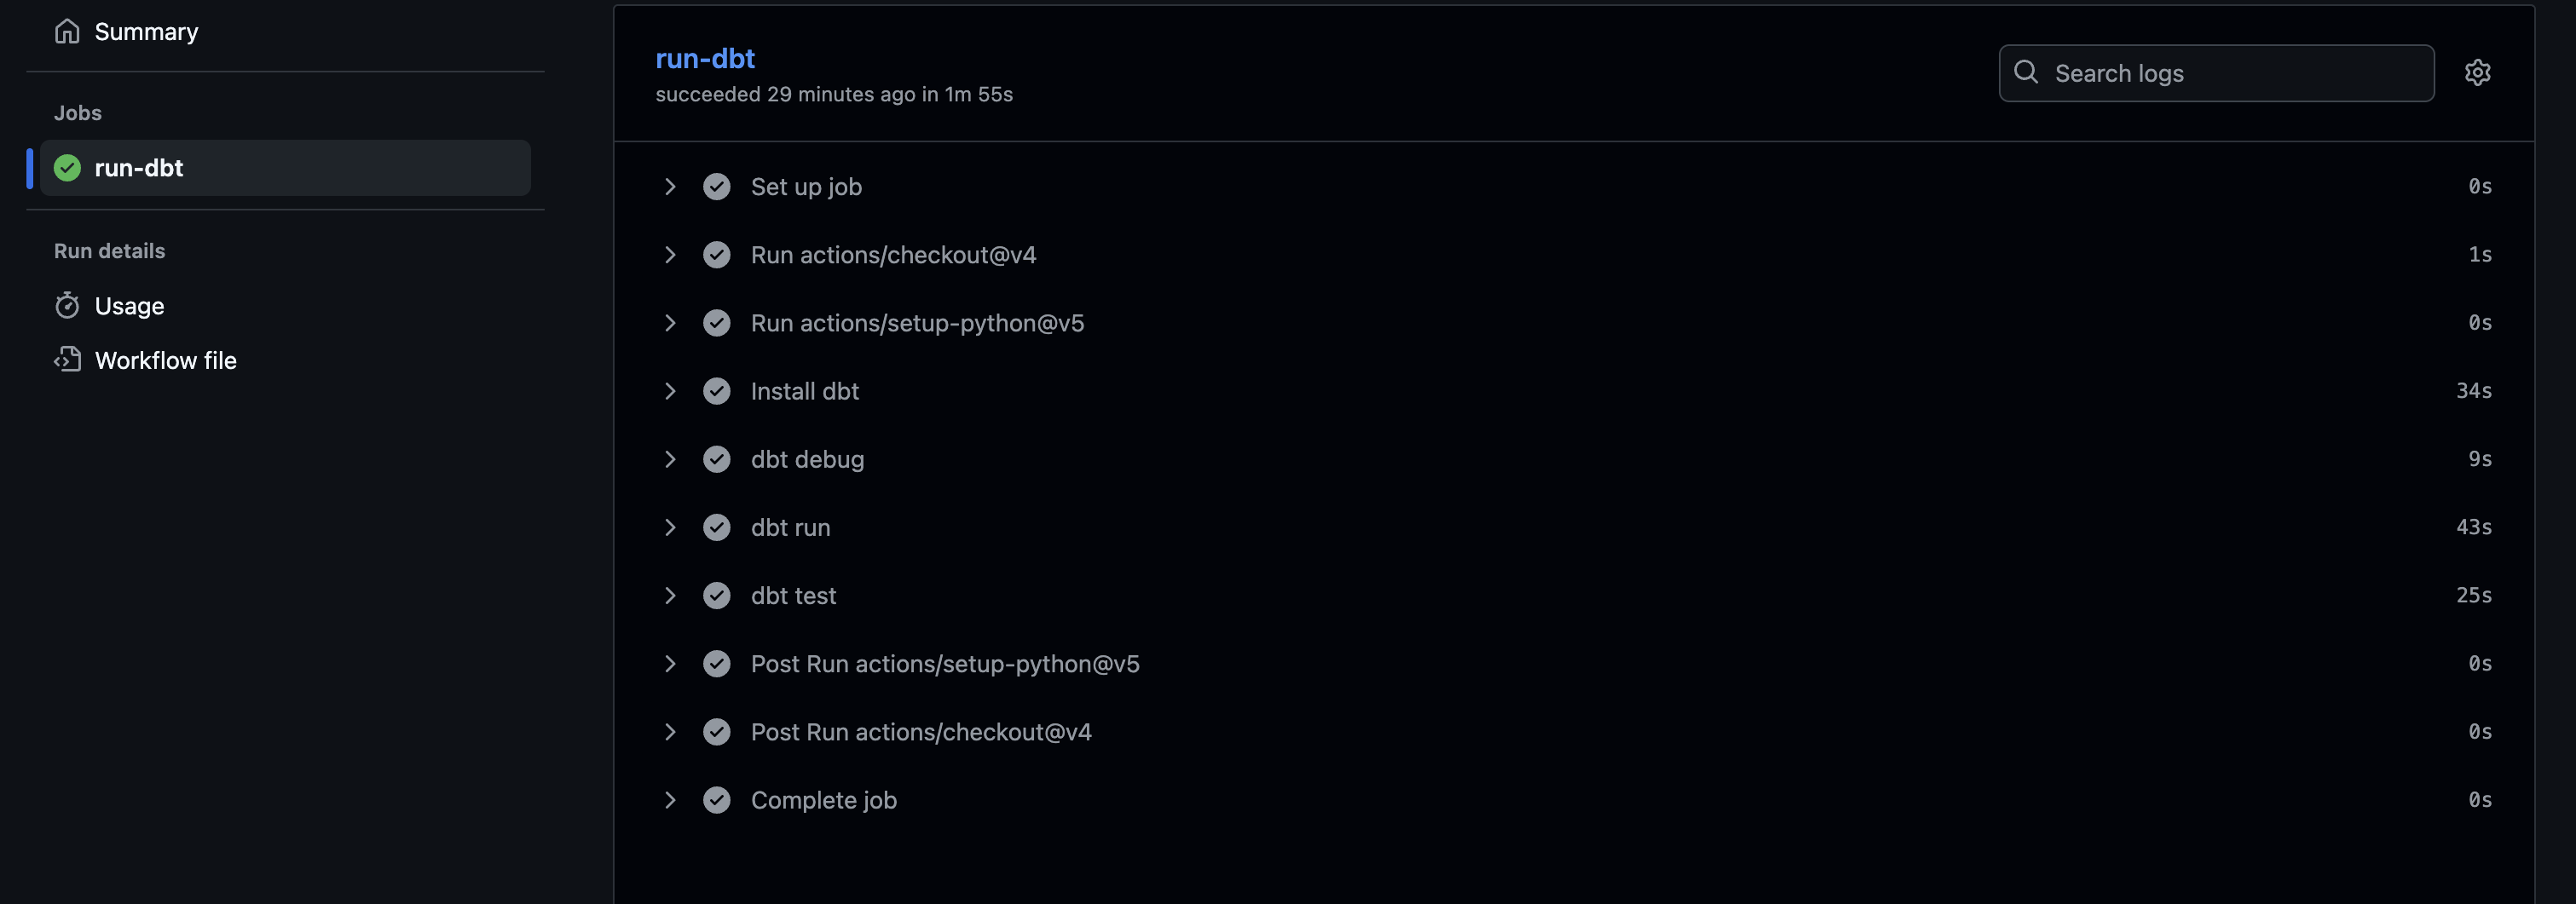 Summary
Jobs
run-dbt
Run details
Usage
Workflow file
run-dbt
succeeded 29 minutes ago in 1m 55s
Search logs
Set up job 0s
Run actions/checkout@v4 1s
Run actions/setup-python@v5 0s
Install dbt 34s
dbt debug 9s
dbt run 43s
dbt test 25s
Post Run actions/setup-python@v5 0s
Post Run actions/checkout@v4 0s
Complete job 0s